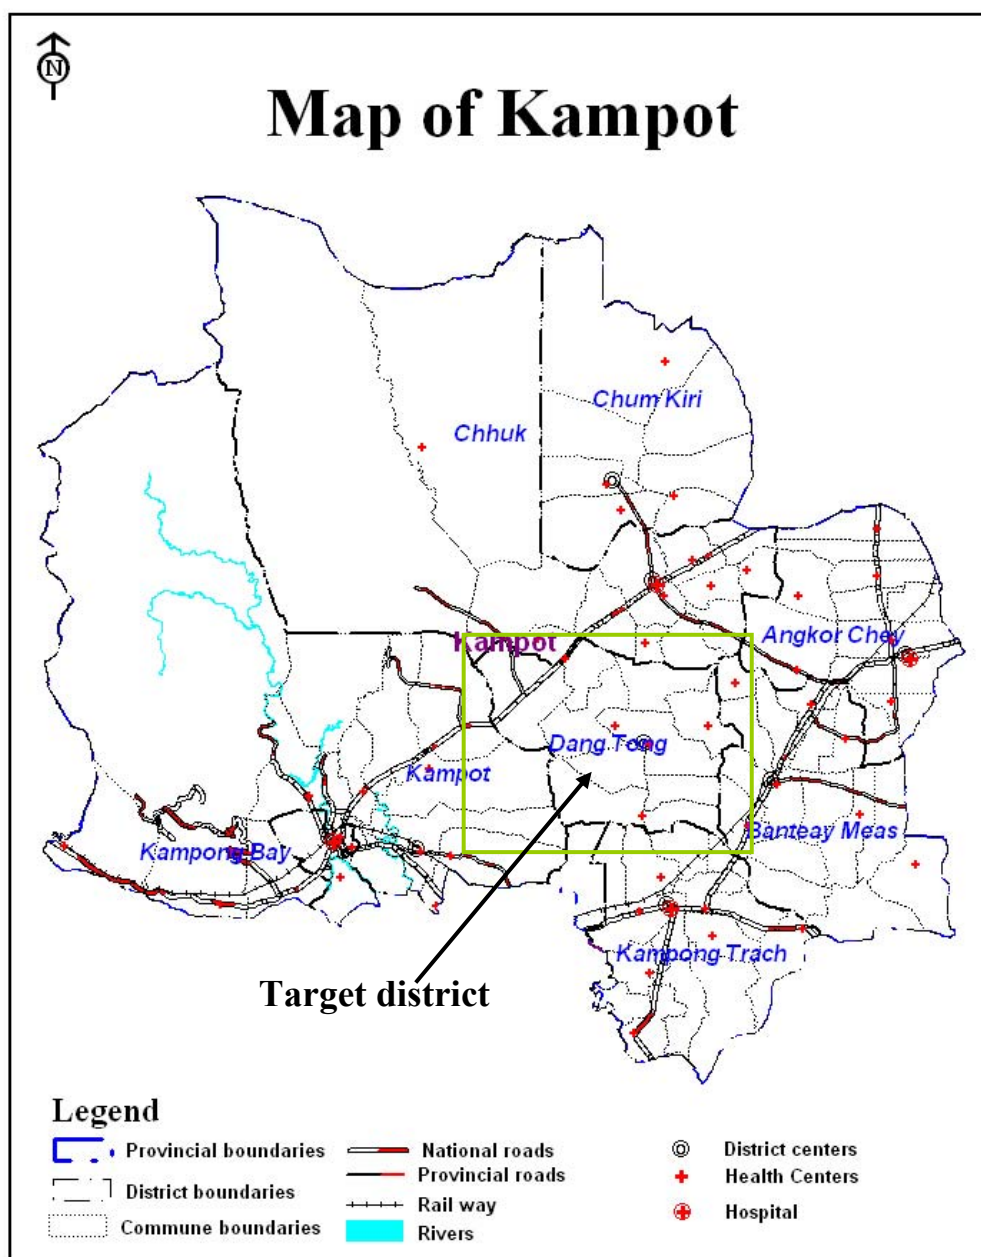 N
Map of Kampot
Chum Kiri
Chhuk
Angkor Chey
Kampot
Dang Tong
Kampot
Banteay Meas
Kampong Bay
Kampong Trach
Target district
Legend
Provincial boundaries
District boundaries
Commune boundaries
National roads
Provincial roads
Rail way
Rivers
District centers
Health Centers
Hospital